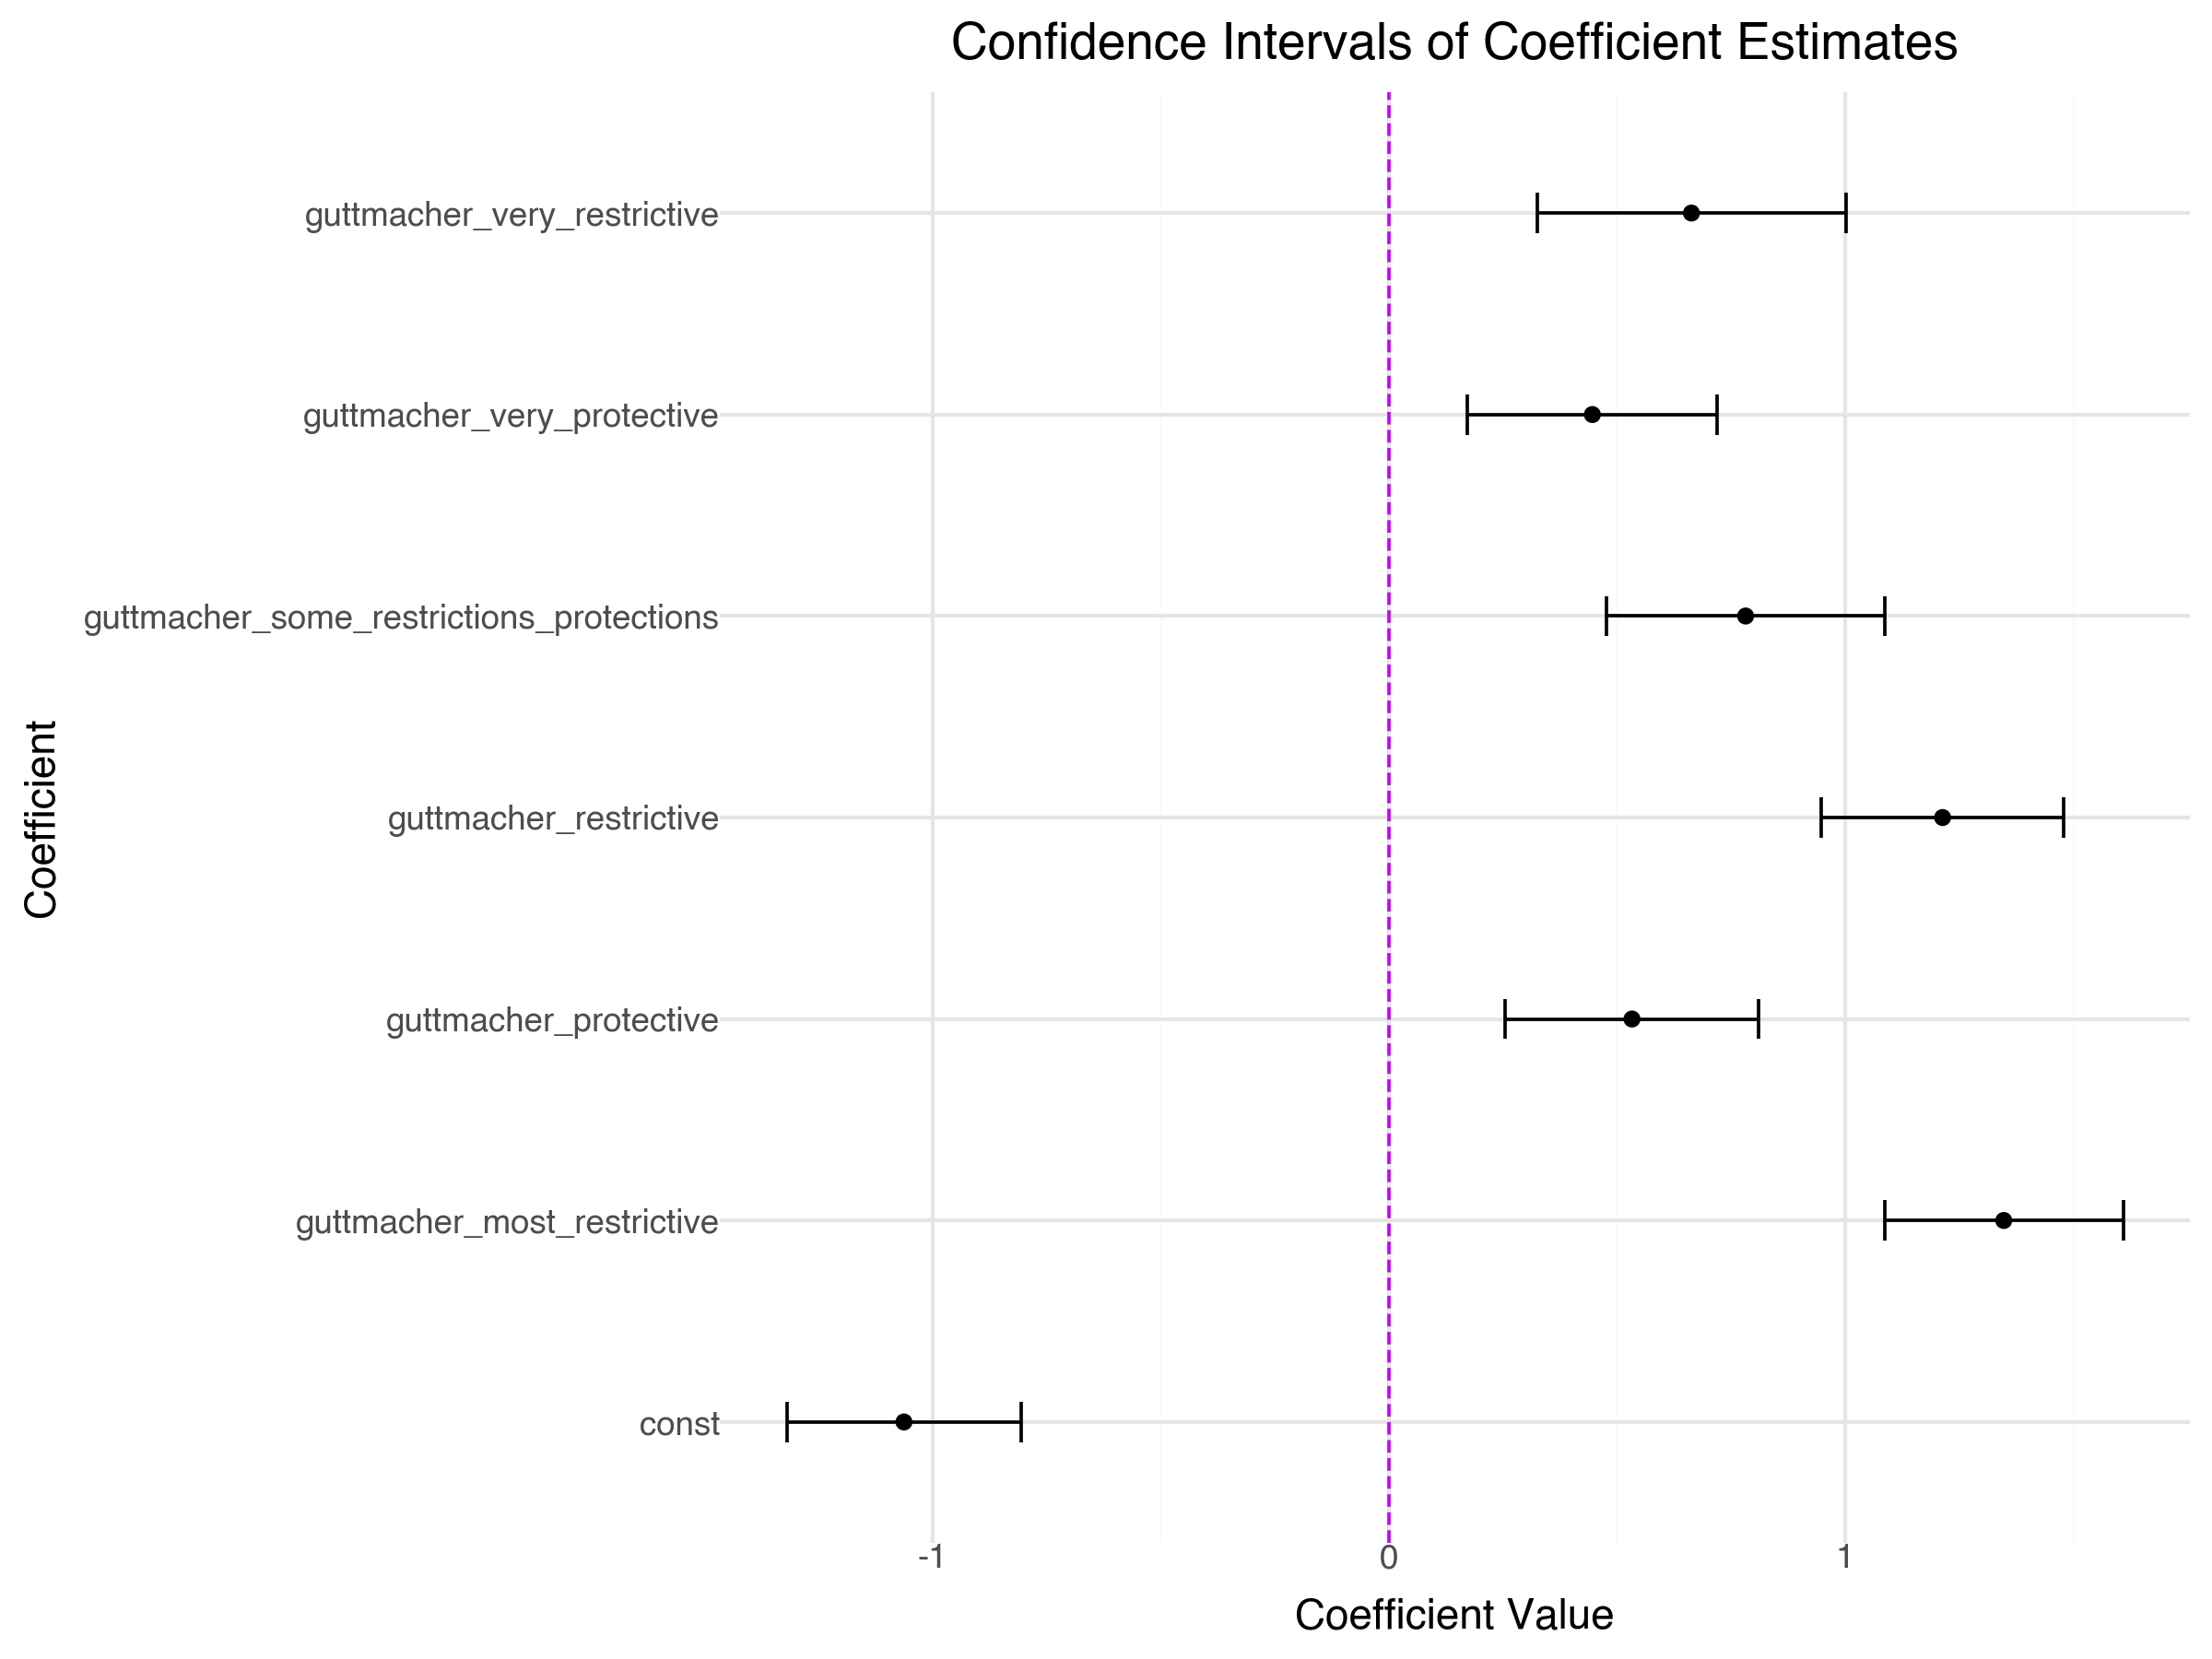 Confidence Intervals of Coefficient Estimates
Coefficient
guttmacher_very_restrictive
guttmacher_very_protective
guttmacher_some_restrictions_protections
guttmacher_restrictive
guttmacher_protective
guttmacher_most_restrictive
const
-1 0 1
Coefficient Value